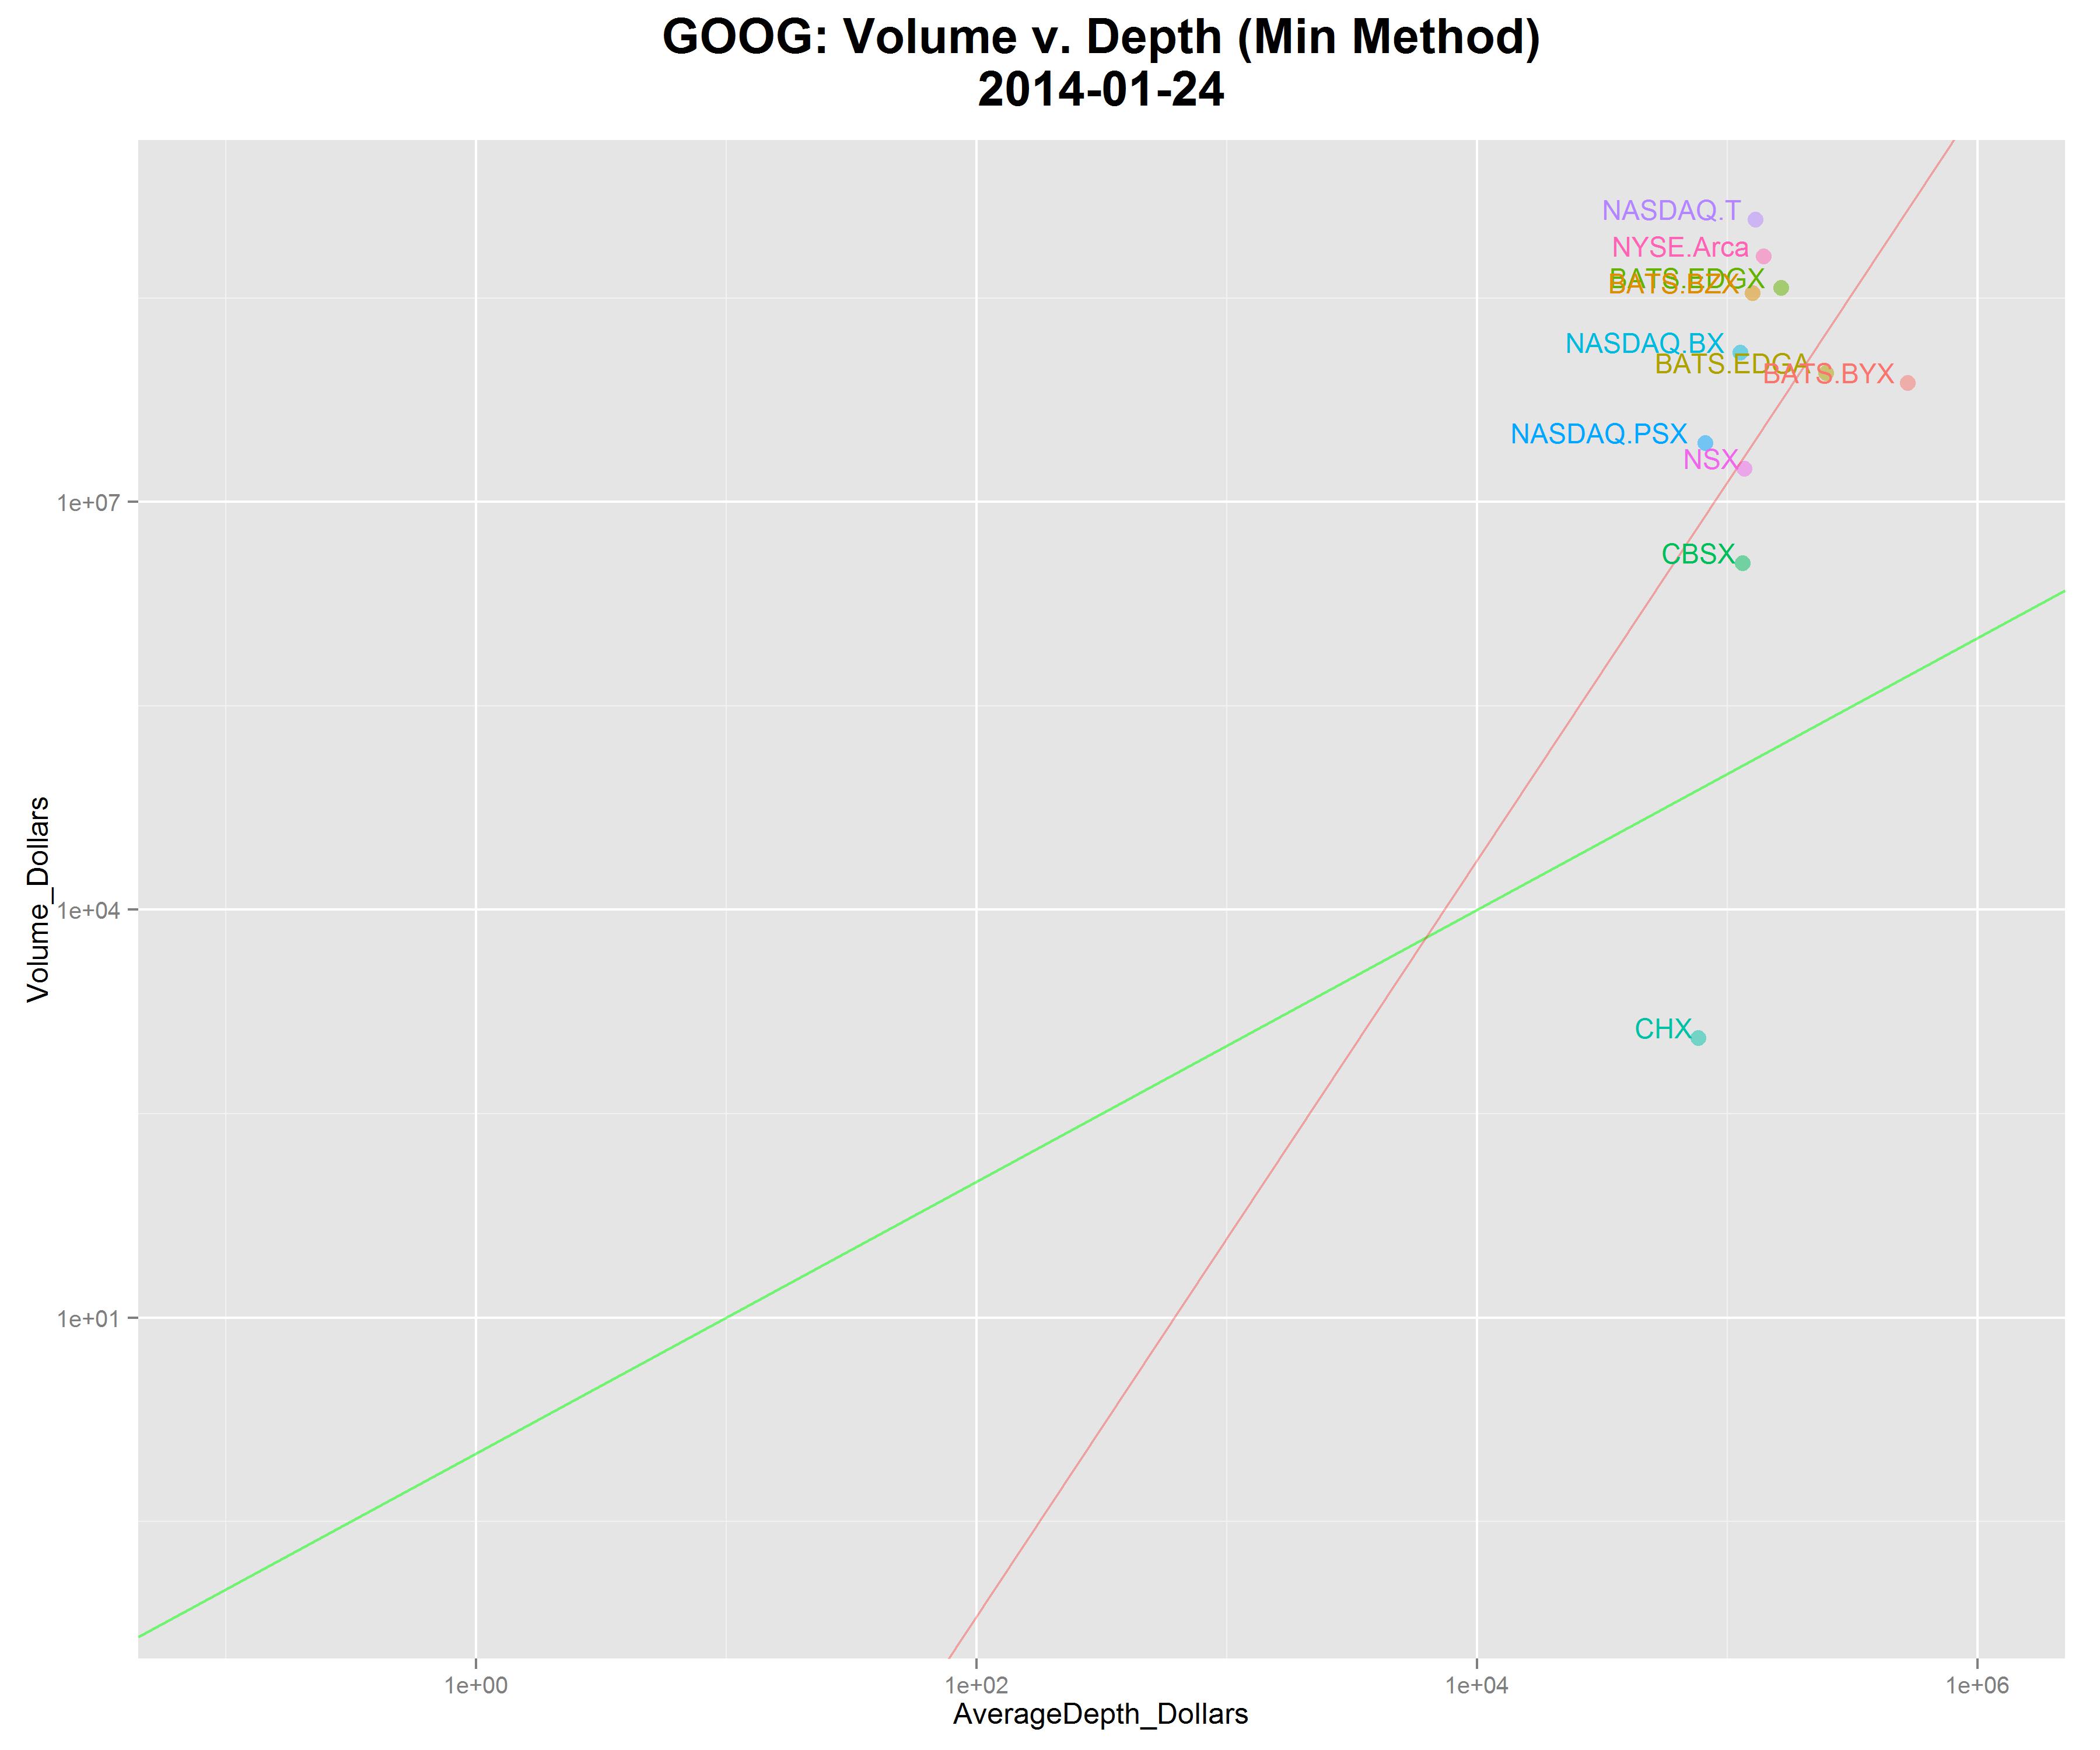 GOOG: Volume v. Depth (Min Method)
2014-01-24
NASDAQ.T
NYSE.Arca
BATS.EDGX
BATS.BZX
NASDAQ.BX
BATS.EDGA
BATS.BYX
NASDAQ.PSX
NSX
CBSX
CHX
1e+07
1e+04
1e+01
Volume_Dollars
1e+00 1e+02 1e+04 1e+06
AverageDepth_Dollars